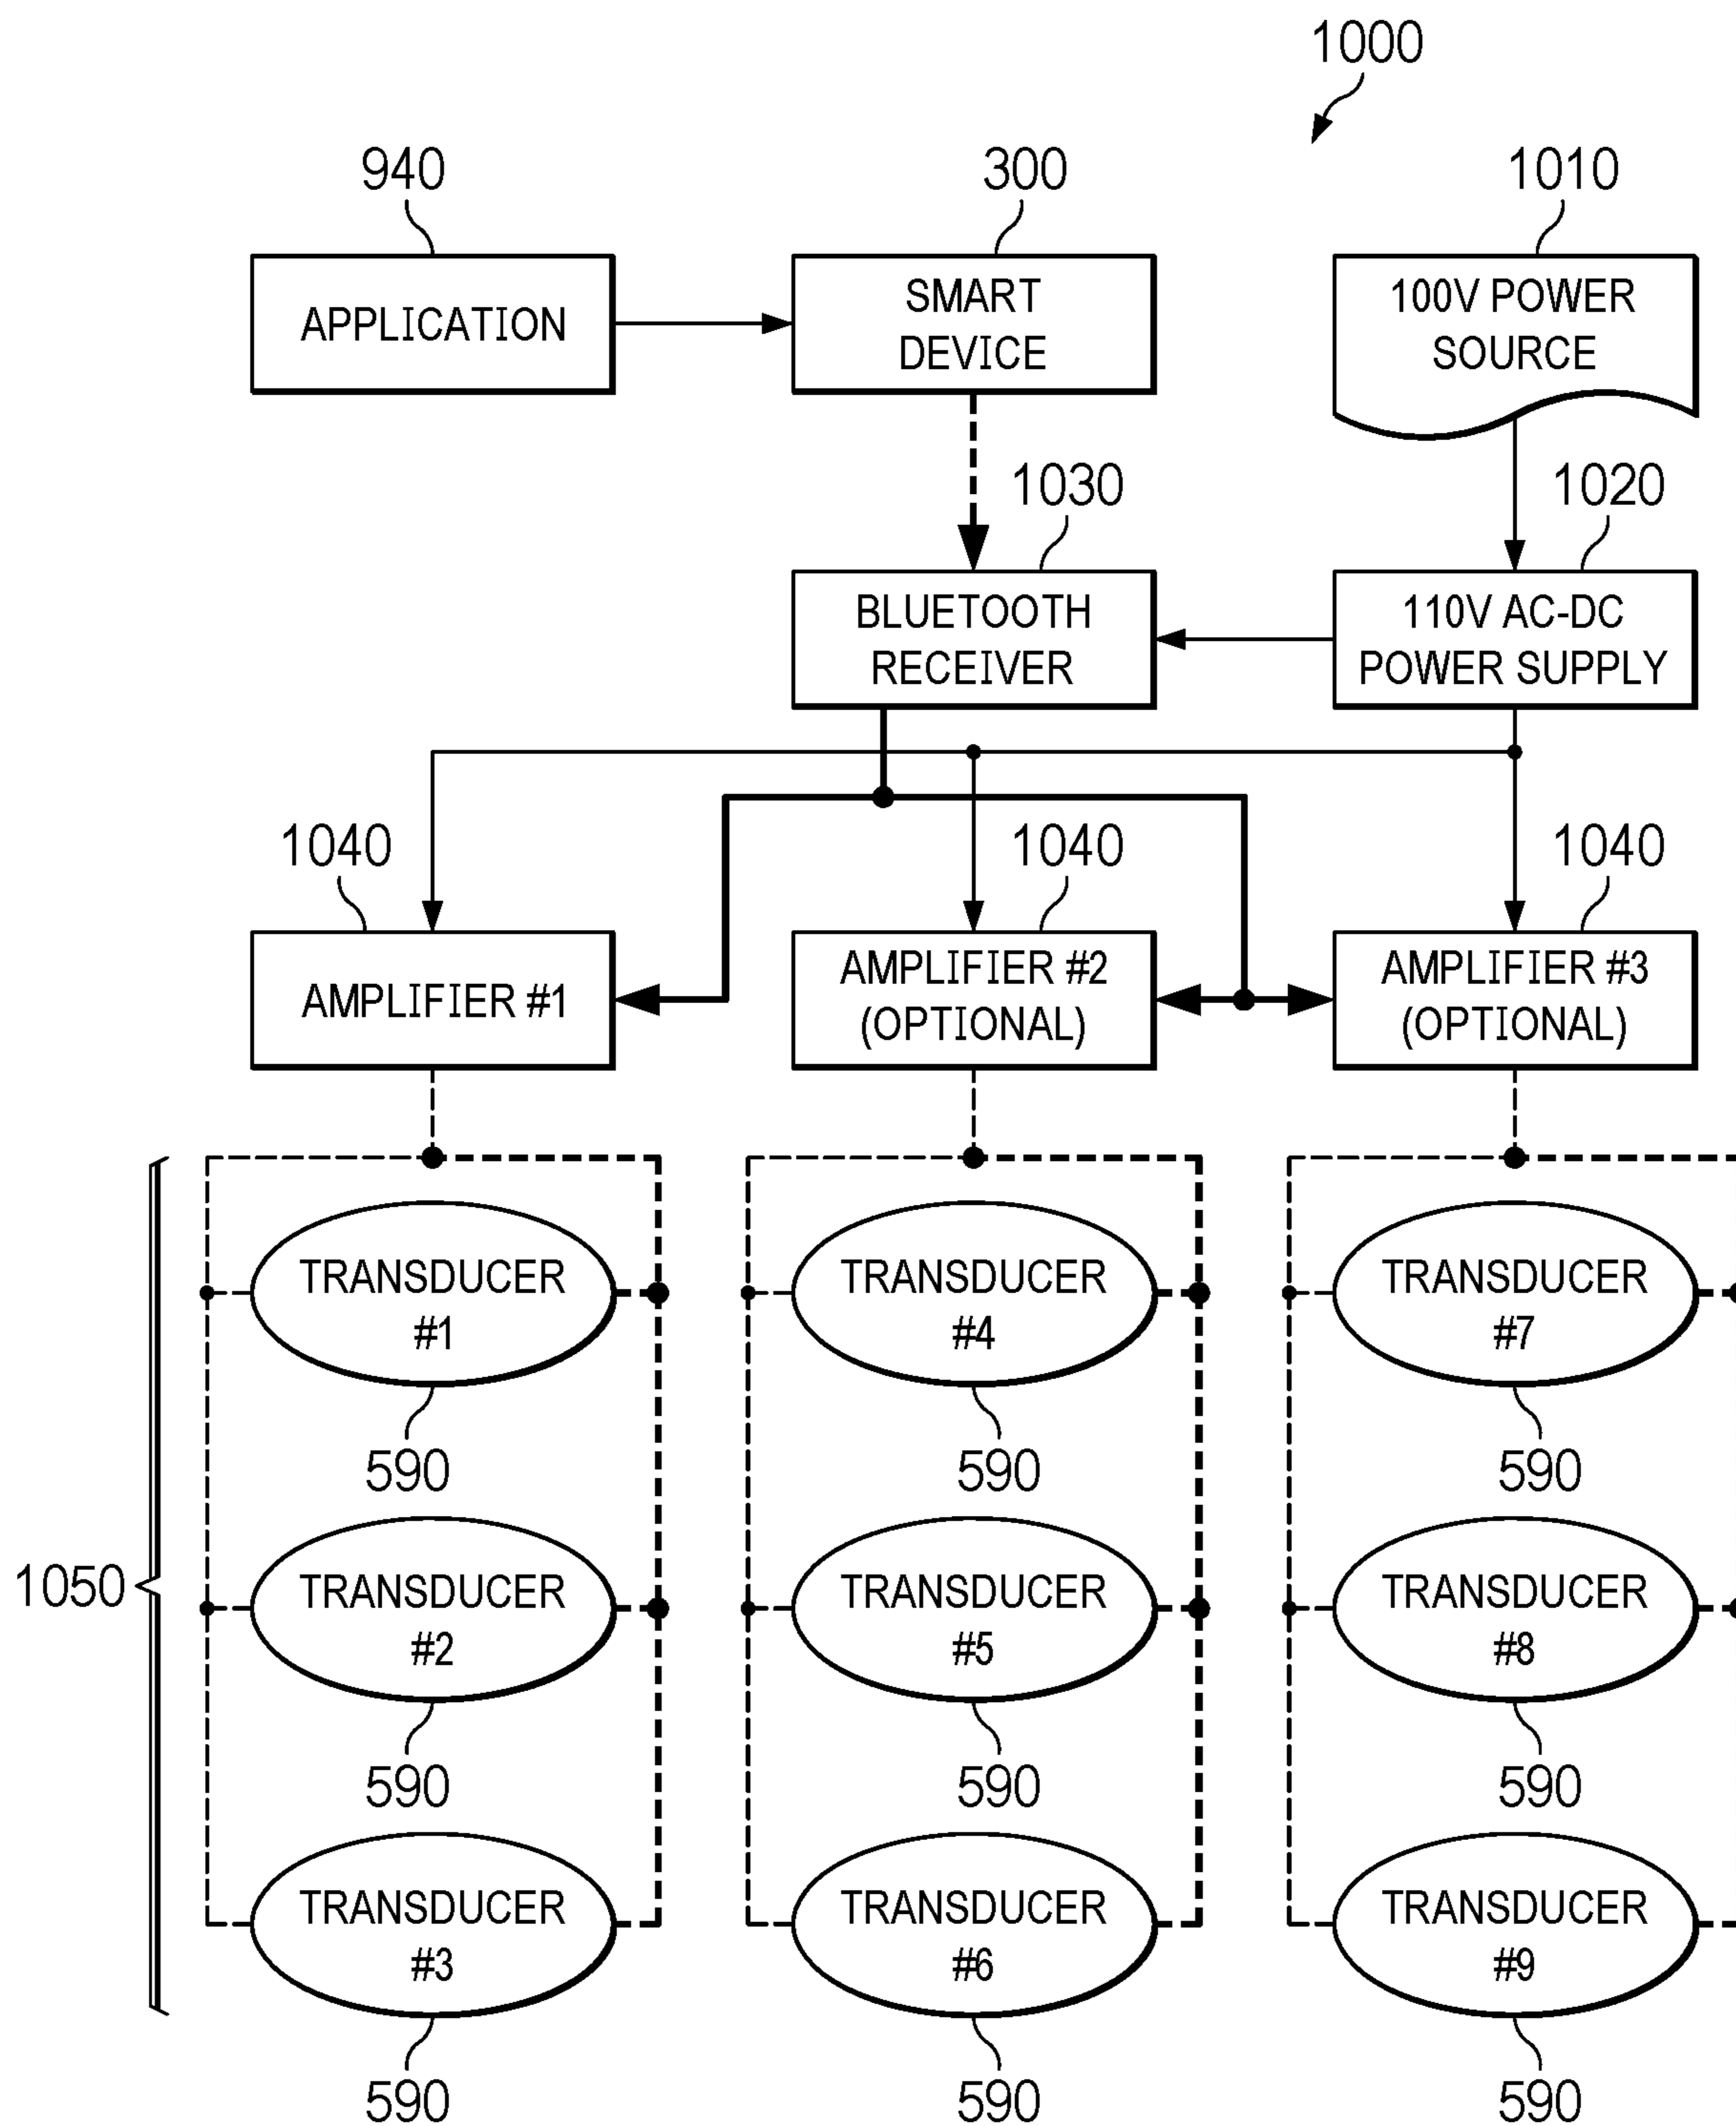 1000
940
300
1010
APPLICATION
SMART
DEVICE
100V POWER
SOURCE
1030
1020
BLUETOOTH
RECEIVER
110V AC-DC
POWER SUPPLY
1040
1040
1040
AMPLIFIER #1
AMPLIFIER #2
(OPTIONAL)
AMPLIFIER #3
(OPTIONAL)
TRANSDUCER
#1
TRANSDUCER
#4
TRANSDUCER
#7
590
590
590
1050
TRANSDUCER
#2
TRANSDUCER
#5
TRANSDUCER
#8
590
590
590
TRANSDUCER
#3
TRANSDUCER
#6
TRANSDUCER
#9
590
590
590